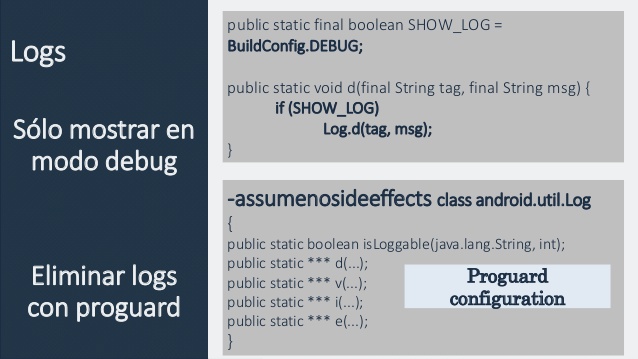 Logs
Sólo mostrar en
modo debug
Eliminar logs
con proguard
public static final boolean SHOW_LOG =
BuildConfig.DEBUG;
public static void d(final String tag, final String msg) {
if (SHOW_LOG)
Log.d(tag, msg);
}
-assumenosideeffects class android.util.Log
{
public static boolean isLoggable(java.lang.String, int);
public static *** d(...);
public static *** v(...);
public static *** i(...);
public static *** e(...);
}
Proguard
configuration